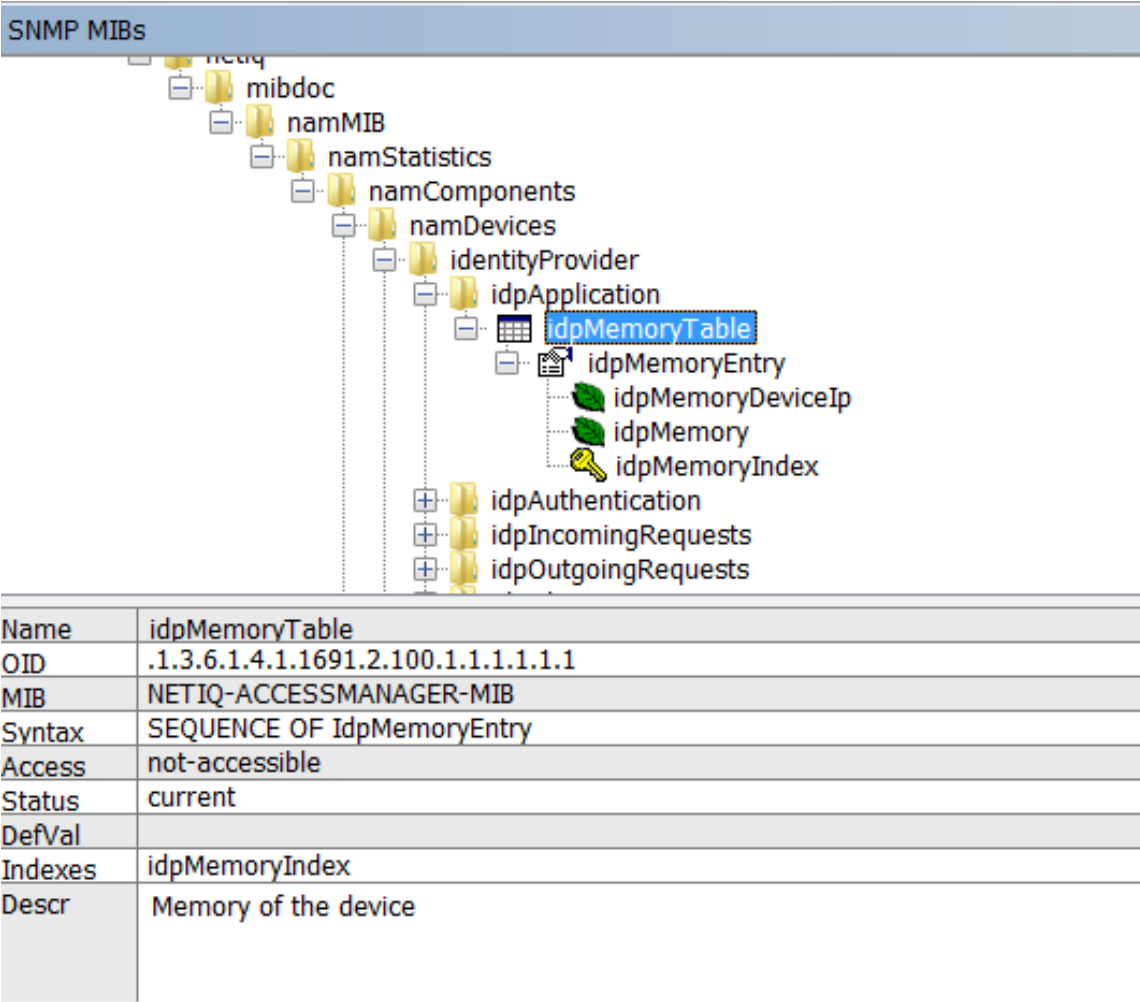 SNMP MIBs
netiq
mibdoc
namMIB
namStatistics
namComponents
namDevices
identityProvider
idpApplication
idpMemoryTable
idpMemoryEntry
idpMemoryDeviceIp
idpMemory
idpMemoryIndex
idpAuthentication
idpIncomingRequests
idpOutgoingRequests
Name idpMemoryTable
OID .1.3.6.1.4.1.1691.2.100.1.1.1.1.1.1
MIB NETIQ-ACCESSMANAGER-MIB
Syntax SEQUENCE OF IdpMemoryEntry
Access not-accessible
Status current
DefVal
Indexes idpMemoryIndex
Descr Memory of the device